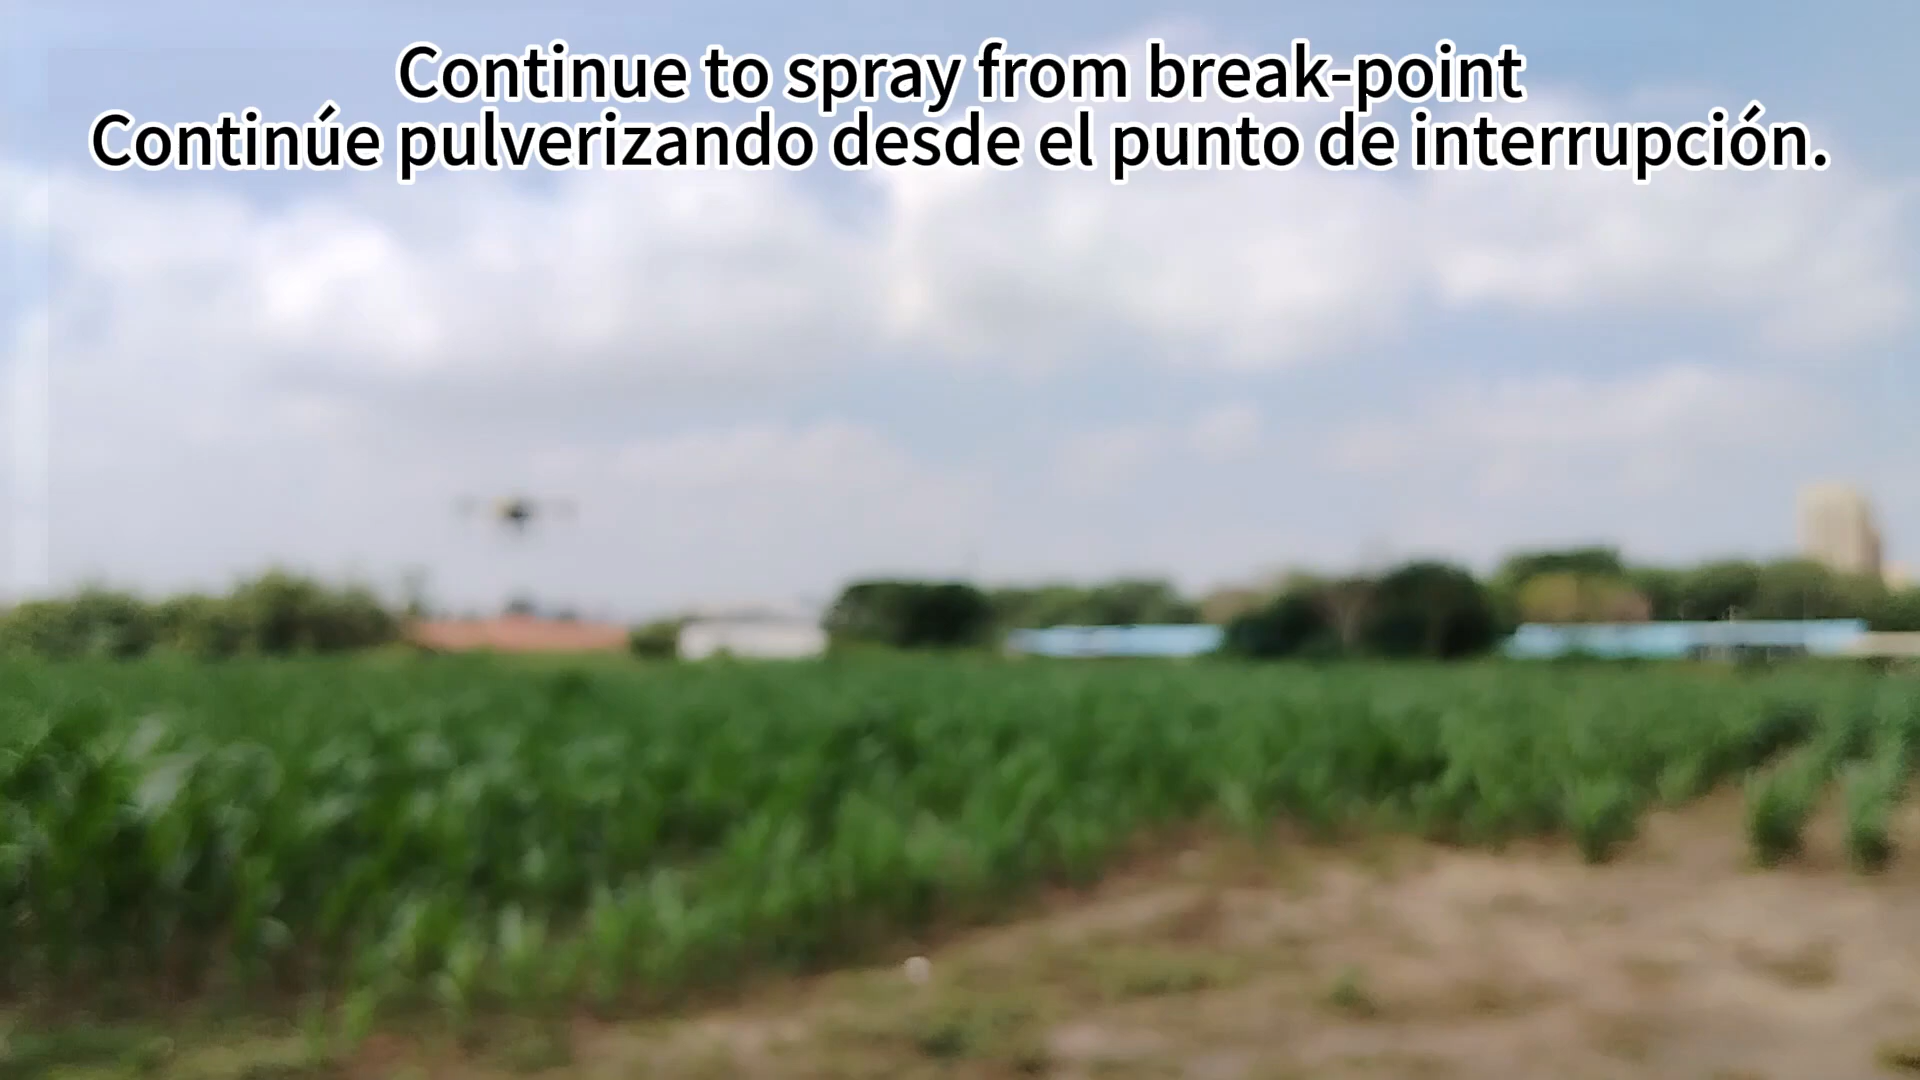 Continue to spray from break-point
Continúe pulverizando desde el punto de interrupción.